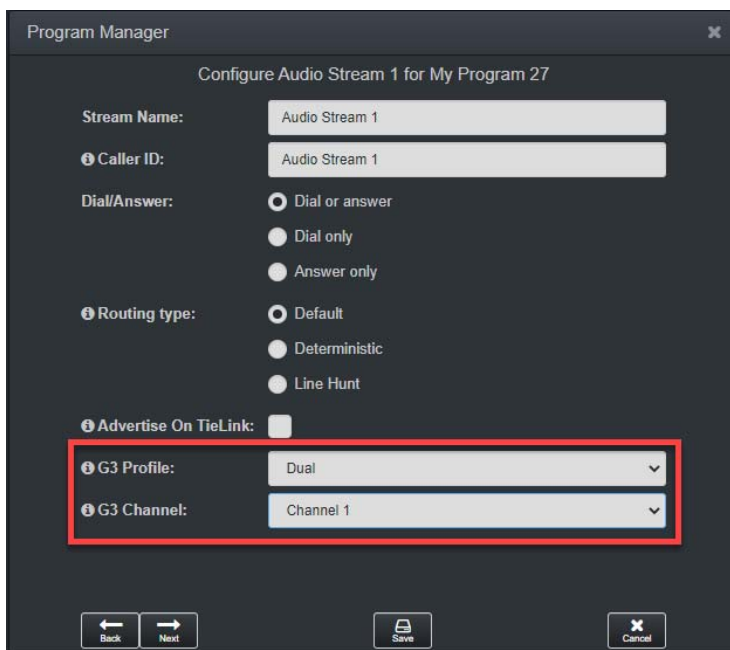 Program Manager
Configure Audio Stream 1 for My Program 27
Stream Name: Audio Stream 1
Caller ID: Audio Stream 1
Dial/Answer: Dial or answer
Dial only
Answer only
Routing type: Default
Deterministic
Line Hunt
Advertise On TieLink:
G3 Profile: Dual
G3 Channel: Channel 1
Back Next Save Cancel